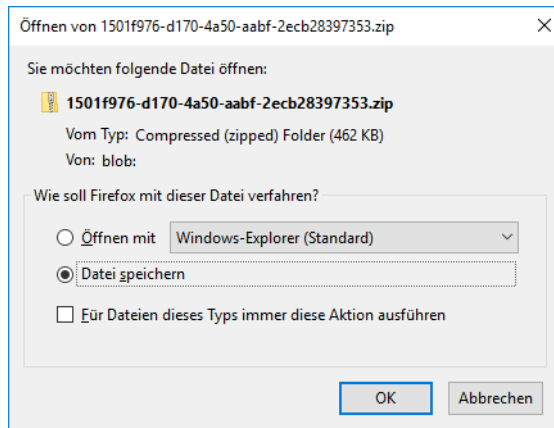 Öffnen von 1501f976-d170-4a50-aabf-2ecb28397353.zip
Sie möchten folgende Datei öffnen:
1501f976-d170-4a50-aabf-2ecb28397353.zip
Vom Typ: Compressed (zipped) Folder (462 KB)
Von: blob:
Wie soll Firefox mit dieser Datei verfahren?
Öffnen mit Windows-Explorer (Standard)
Datei speichern
Für Dateien dieses Typs immer diese Aktion ausführen
OK Abbrechen